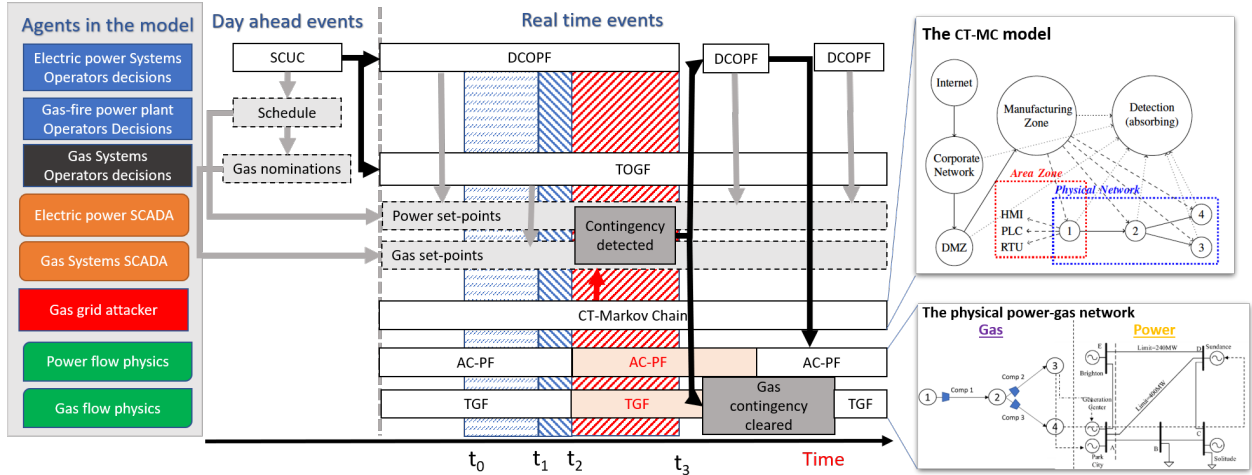 Agents in the model
Electric power Systems
Operators decisions
Gas-fire power plant
Operators Decisions
Gas Systems
Operators decisions
Electric power SCADA
Gas Systems SCADA
Gas grid attacker
Power flow physics
Gas flow physics
Day ahead events
SCUC
Schedule
Gas nominations
Real time events
DCOPF
DCOPF
DCOPF
TOGF
Power set-points
Gas set-points
Contingency
detected
CT-Markov Chain
AC-PF
AC-PF
AC-PF
TGF
TGF
Gas
contingency
cleared
TGF
t0
t1
t2
t3
Time
The CT-MC model
Internet
Manufacturing
Zone
Detection
(absorbing)
Corporate
Network
Area Zone
Physical Network
HMI
PLC
RTU
DMZ
1
2
4
3
The physical power-gas network
Gas
Power
1
Comp 1
2
Comp 2
Comp 3
3
4
E
Brighton
Limit=240MW
D
Sundance
Limit=400MW
Generation
Center
A
Park
City
B
C
Solitude